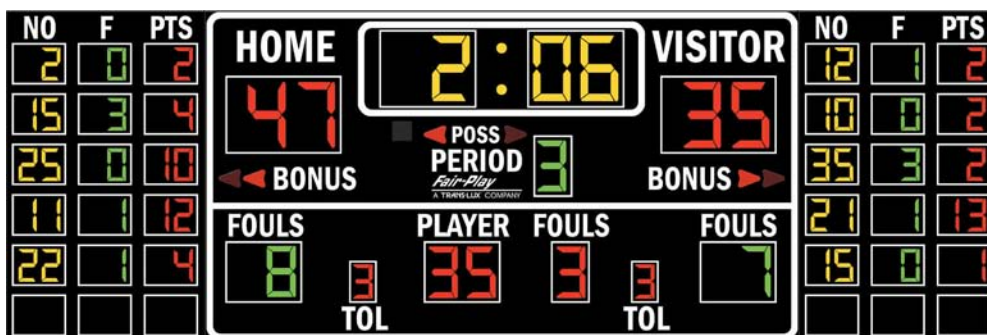 NO F PTS
2 0 2
15 3 4
25 0 10
11 1 12
22 1 4
HOME 2:06 VISITOR
47 35
POSS
PERIOD 3
Fair-Play
A TRANS-LUX COMPANY
BONUS BONUS
FOULS PLAYER FOULS FOULS
8 3 35 3 3 7
TOL TOL
NO F PTS
12 1 2
10 0 2
35 3 2
21 1 13
15 0 1